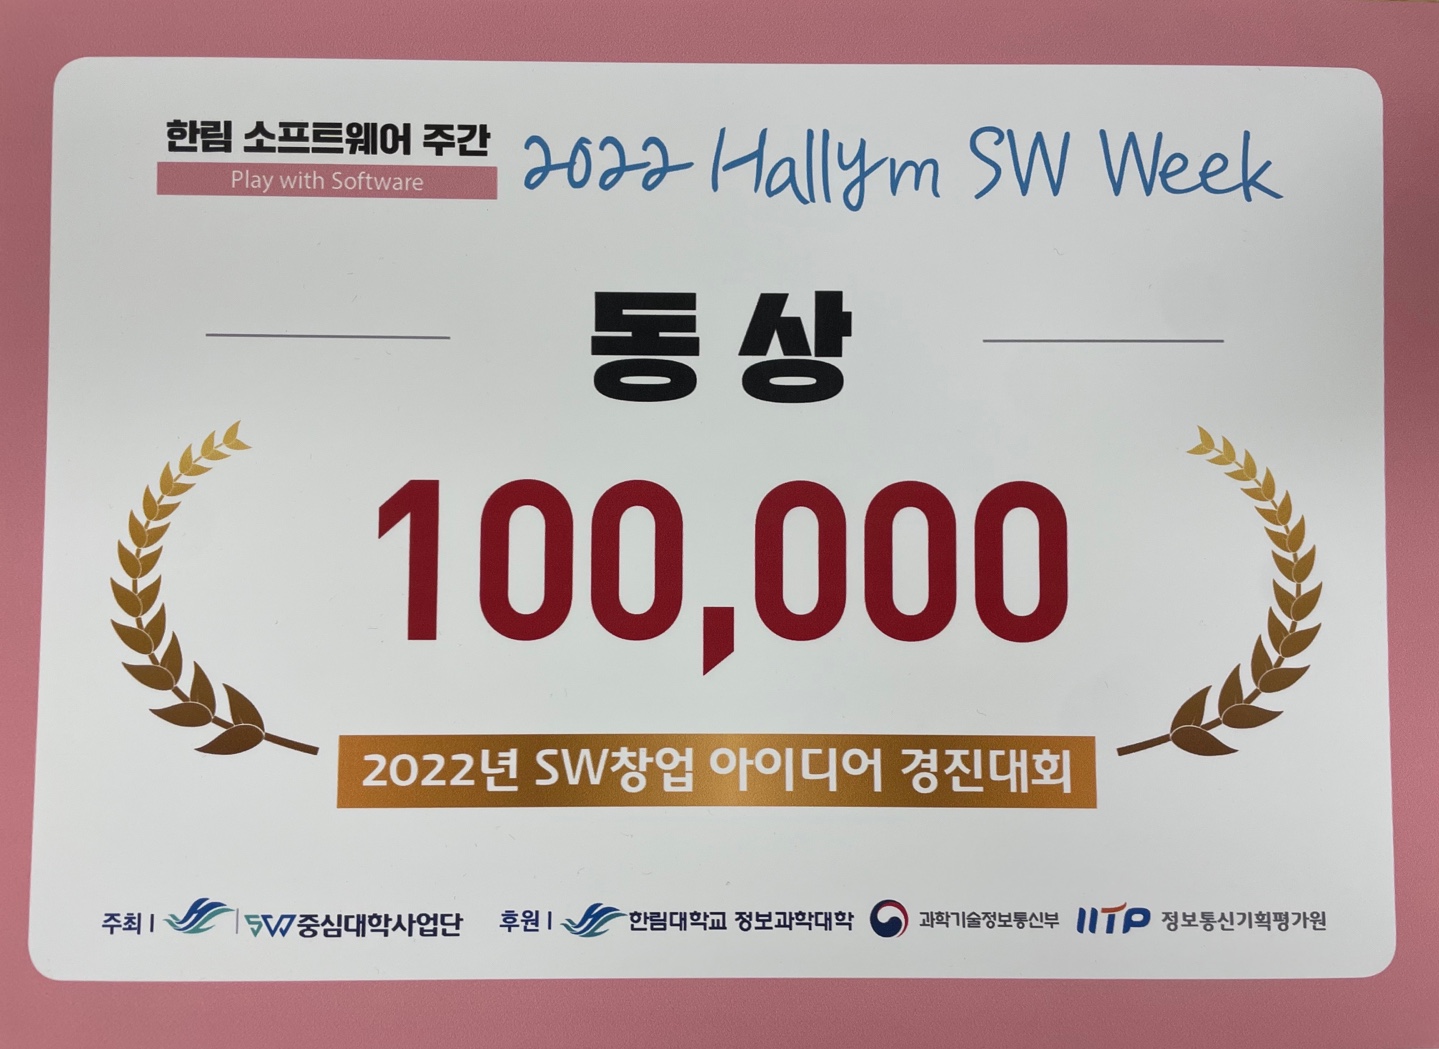 한림 소프트웨어 주간
Play with Software
2022 Hallym SW Week
동상
100,000
2022년 SW창업 아이디어 경진대회
주최 | SW중심대학사업단 후원 | 한림대학교 정보과학대학 과학기술정보통신부 IITP 정보통신기획평가원